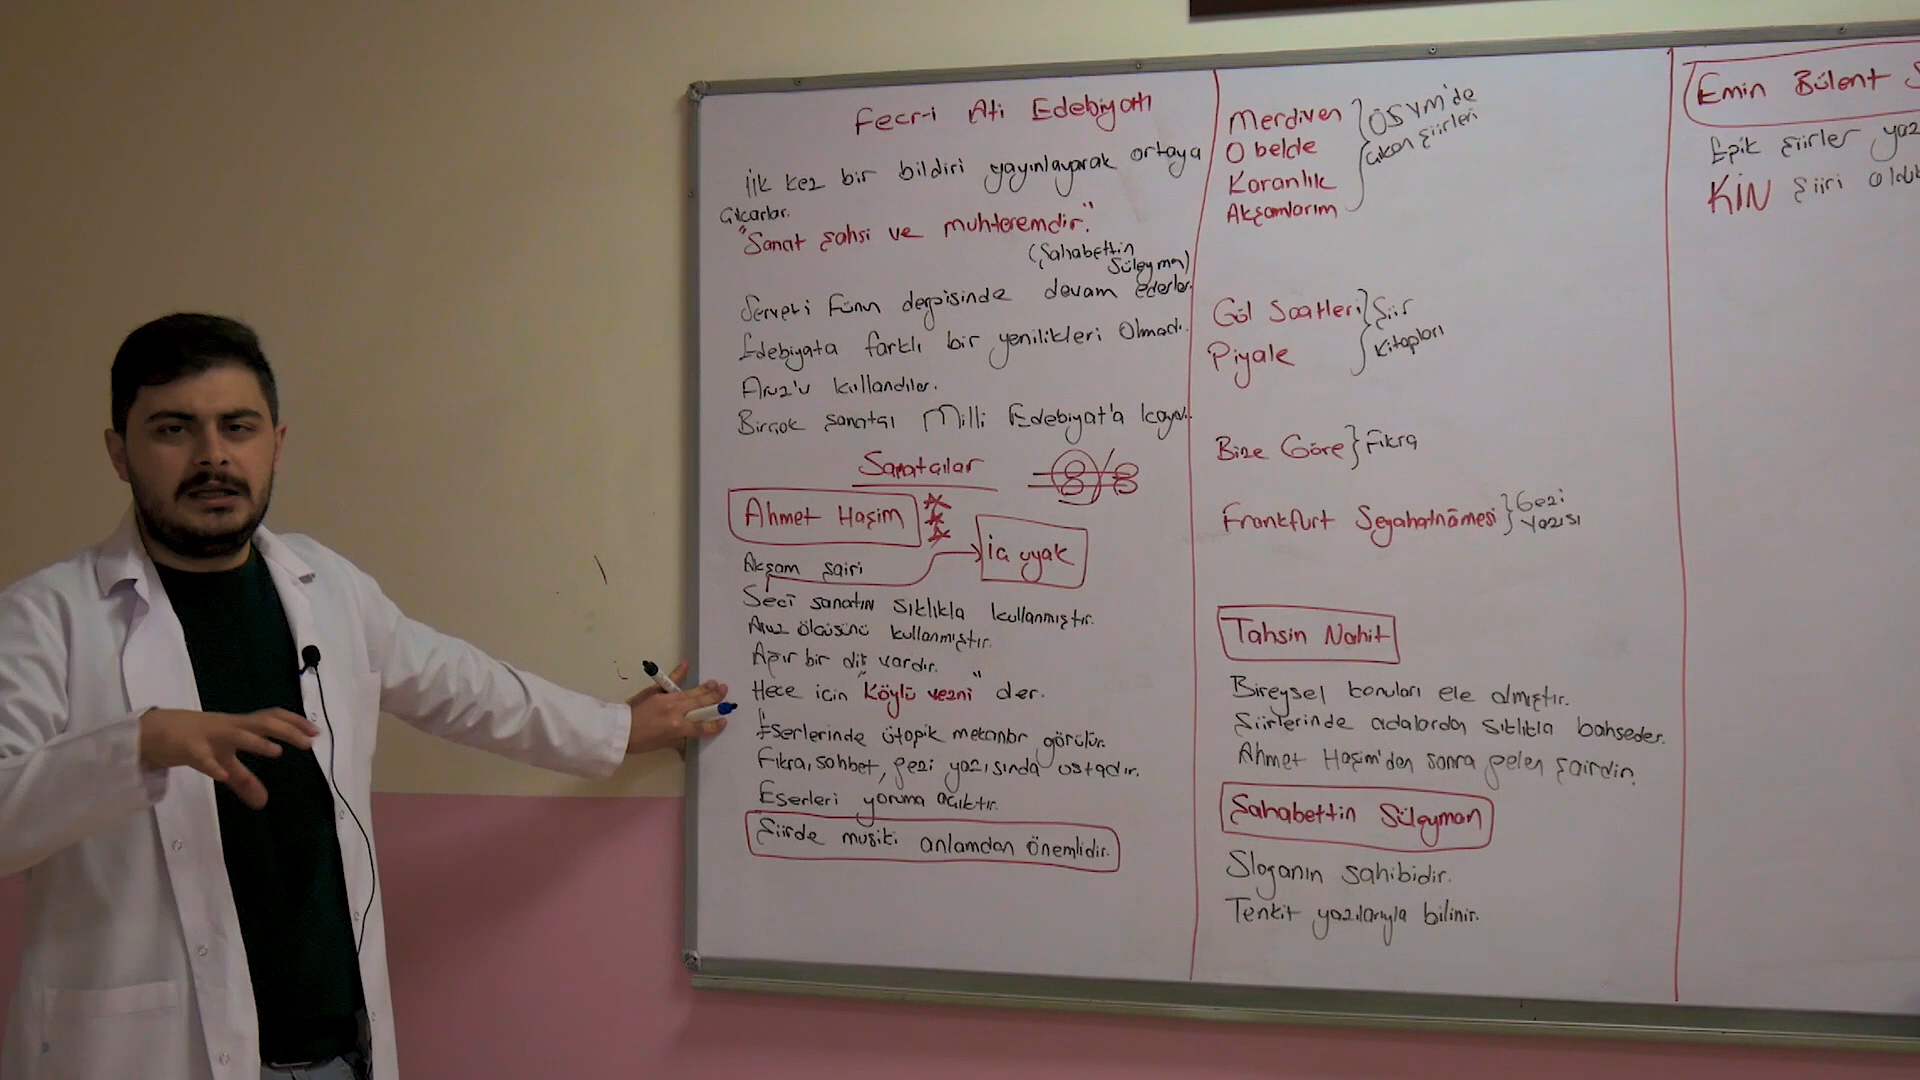 Fecr-i Ati Edebiyatı
İlk kez bir bildiri yayınlayarak ortaya
çıkarlar.
"Sanat şahsi ve muhteremdir."
(Şahabettin
Süleyman)
Serveti Fünun dergisinde devam ederler.
Edebiyata farklı bir yenilikleri olmadı.
Aruz'u kullandılar.
Birçok sanatçı Milli Edebiyat'a
Sanatçılar
Ahmet Haşim
İç uyak
Akşam şairi
Seci sanatını sıklıkla kullanmıştır.
Aruz ölçüsünü kullanmıştır.
Ağır bir dil vardır.
Hece için "Köylü vezni" der.
Eserlerinde ütopik mekanlar görülür.
Fıkra, sohbet, gezi yazısında ustadır.
Eserleri yoruma açıktır.
Şiirde musiki anlamdan önemlidir.
Merdiven
O belde
Karanlık
Akşamlarım
ÖSYM'de
çıkan şiirleri
Göl Saatleri
Piyale
Şiir
Kitapları
Bize Göre } Fıkra
Frankfurt Seyahatnâmesi } Gezi
Yazısı
Tahsin Nahit
Bireysel konuları ele almıştır.
Şiirlerinde adalardan sıklıkla bahseder.
Ahmet Haşim'den sonra gelen şairdir.
Şahabettin Süleyman
Sloganın sahibidir.
Tenkit yazılarıyla bilinir.
Emin Bülent
Epik şiirler
KİN şiiri